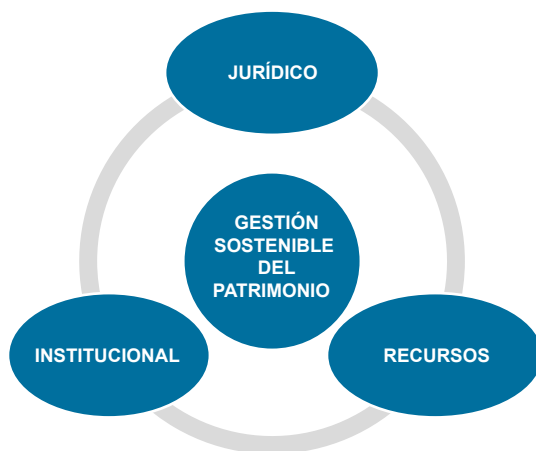 JURÍDICO
GESTIÓN
SOSTENIBLE
DEL
PATRIMONIO
INSTITUCIONAL
RECURSOS